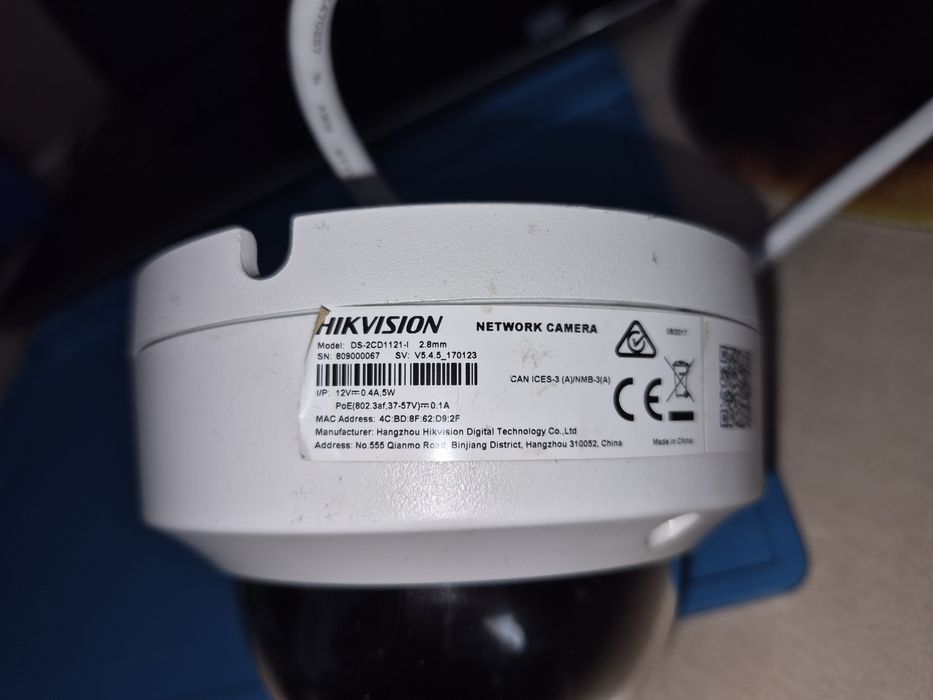 HIKVISION
NETWORK CAMERA
08/2017
Model: DS-2CD1121-I 2.8mm
SN: 809000067 SV: V5.4.5_170123
CAN ICES-3 (A)/NMB-3(A)
I/P: 12V⎓0.4A,5W
PoE(802.3af,37-57V)⎓0.1A
CE
MAC Address: 4C:BD:8F:62:D9:2F
Manufacturer: Hangzhou Hikvision Digital Technology Co.,Ltd
Address: No.555 Qianmo Road, Binjiang District, Hangzhou 310052, China
Made in China